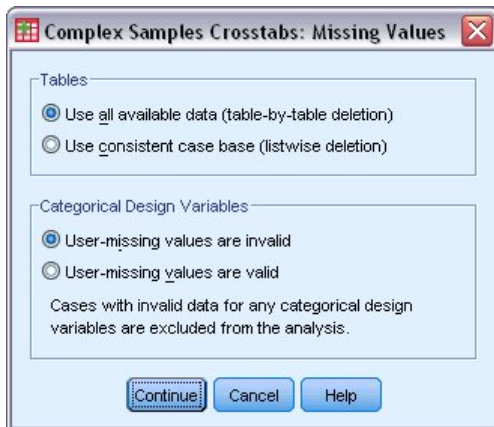 Complex Samples Crosstabs: Missing Values
Tables
Use all available data (table-by-table deletion)
Use consistent case base (listwise deletion)
Categorical Design Variables
User-missing values are invalid
User-missing values are valid
Cases with invalid data for any categorical design
variables are excluded from the analysis.
Continue Cancel Help